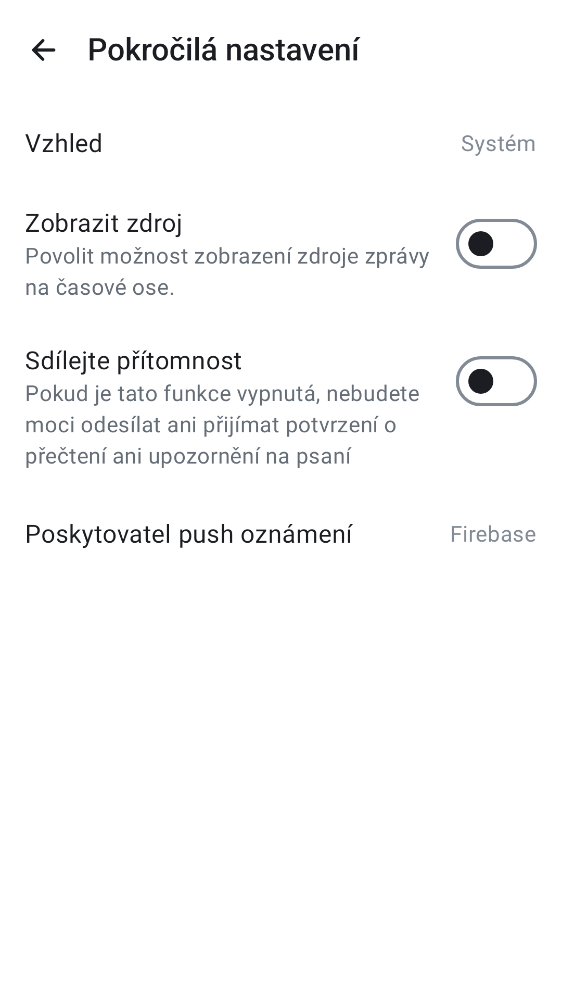 Pokročilá nastavení
Vzhled
Systém
Zobrazit zdroj
Povolit možnost zobrazení zdroje zprávy
na časové ose.
Sdílejte přítomnost
Pokud je tato funkce vypnutá, nebudete
moci odesílat ani přijímat potvrzení o
přečtení ani upozornění na psaní
Poskytovatel push oznámení
Firebase